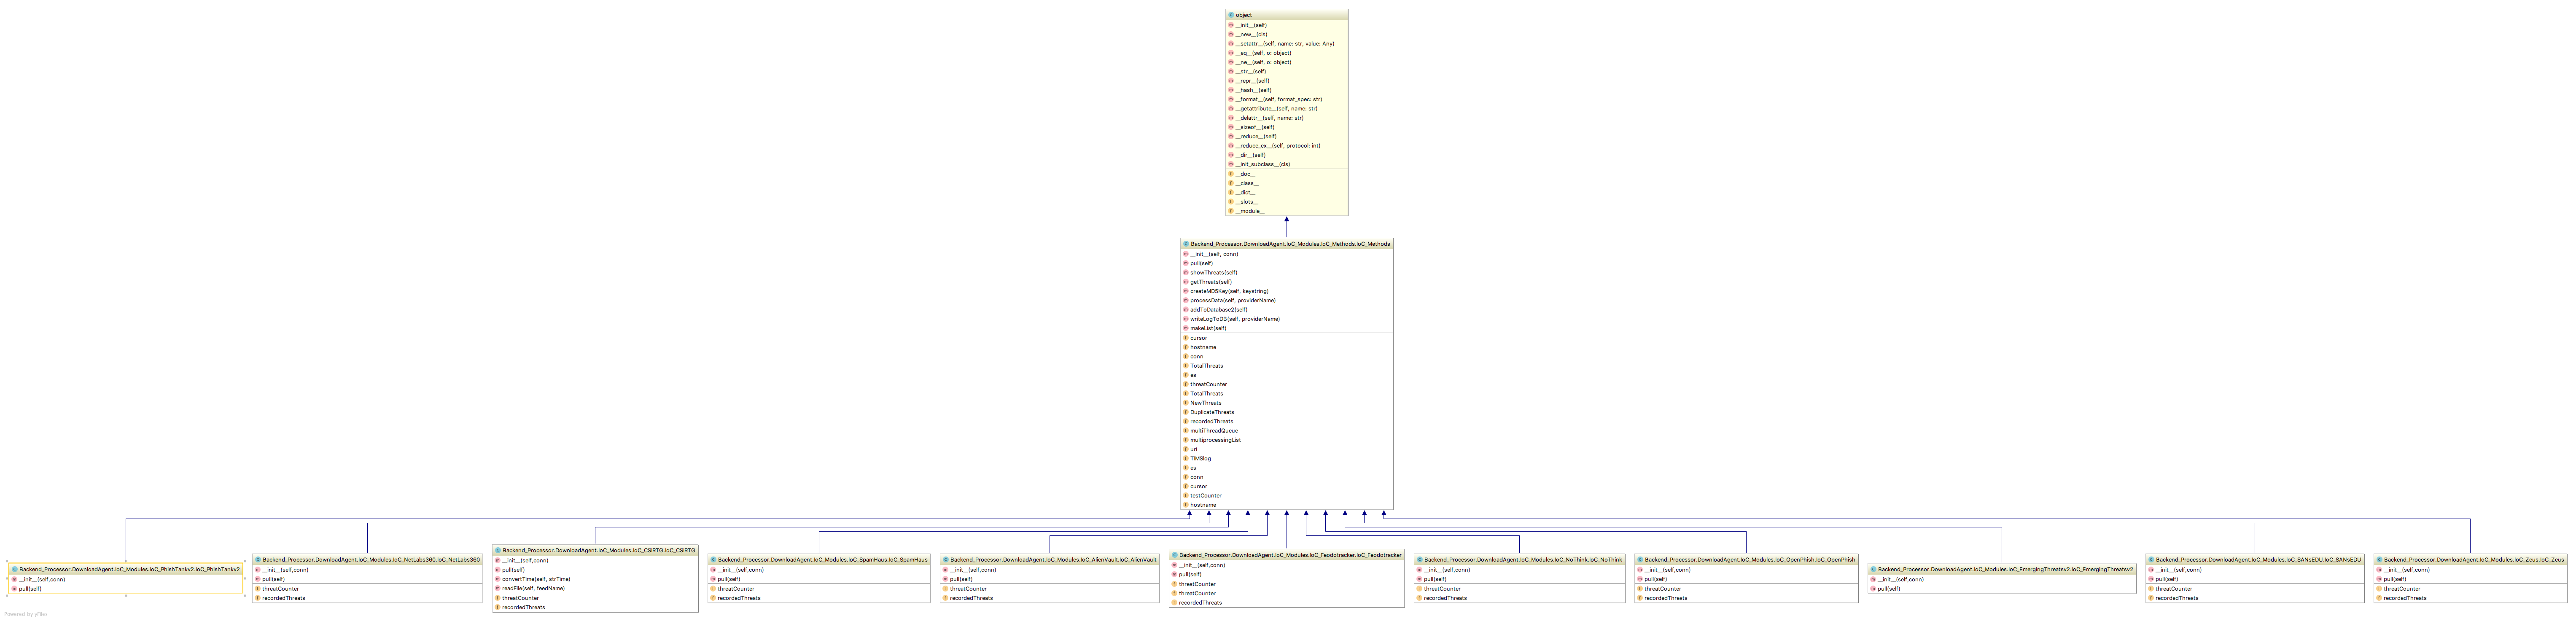 object
__init__(self)
__new__(cls)
__setattr__(self, name: str, value: Any)
__eq__(self, o: object)
__ne__(self, o: object)
__str__(self)
__repr__(self)
__hash__(self)
__format__(self, format_spec: str)
__getattribute__(self, name: str)
__delattr__(self, name: str)
__sizeof__(self)
__reduce__(self)
__reduce_ex__(self, protocol: int)
__dir__(self)
__init_subclass__(cls)
__doc__
__class__
__dict__
__slots__
__module__
Backend_Processor.DownloadAgent.IoC_Modules.IoC_Methods.IoC_Methods
__init__(self, conn)
pull(self)
showThreats(self)
getThreats(self)
createMD5Key(self, keystring)
processData(self, providerName)
addToDatabase2(self)
writeLogToDB(self, providerName)
makeList(self)
cursor
hostname
conn
TotalThreats
es
threatCounter
TotalThreats
NewThreats
DuplicateThreats
recordedThreats
multiThreadQueue
multiprocessingList
url
TIMSlog
es
conn
cursor
testCounter
hostname
Backend_Processor.DownloadAgent.IoC_Modules.IoC_PhishTankv2.IoC_PhishTankv2
__init__(self,conn)
pull(self)
Backend_Processor.DownloadAgent.IoC_Modules.IoC_NetLabs360.IoC_NetLabs360
__init__(self,conn)
pull(self)
threatCounter
recordedThreats
Backend_Processor.DownloadAgent.IoC_Modules.IoC_CSIRTG.IoC_CSIRTG
__init__(self,conn)
pull(self)
convertTime(self, strTime)
readFile(self, feedName)
threatCounter
recordedThreats
Backend_Processor.DownloadAgent.IoC_Modules.IoC_SpamHaus.IoC_SpamHaus
__init__(self,conn)
pull(self)
threatCounter
recordedThreats
Backend_Processor.DownloadAgent.IoC_Modules.IoC_AlienVault.IoC_AlienVault
__init__(self,conn)
pull(self)
threatCounter
recordedThreats
Backend_Processor.DownloadAgent.IoC_Modules.IoC_Feodotracker.IoC_Feodotracker
__init__(self,conn)
pull(self)
threatCounter
threatCounter
recordedThreats
Backend_Processor.DownloadAgent.IoC_Modules.IoC_NoThink.IoC_NoThink
__init__(self,conn)
pull(self)
threatCounter
recordedThreats
Backend_Processor.DownloadAgent.IoC_Modules.IoC_OpenPhish.IoC_OpenPhish
__init__(self,conn)
pull(self)
threatCounter
recordedThreats
Backend_Processor.DownloadAgent.IoC_Modules.IoC_EmergingThreatsv2.IoC_EmergingThreatsv2
__init__(self,conn)
pull(self)
Backend_Processor.DownloadAgent.IoC_Modules.IoC_SANsEDU.IoC_SANsEDU
__init__(self,conn)
pull(self)
threatCounter
recordedThreats
Backend_Processor.DownloadAgent.IoC_Modules.IoC_Zeus.IoC_Zeus
__init__(self,conn)
pull(self)
threatCounter
recordedThreats
Powered by yFiles